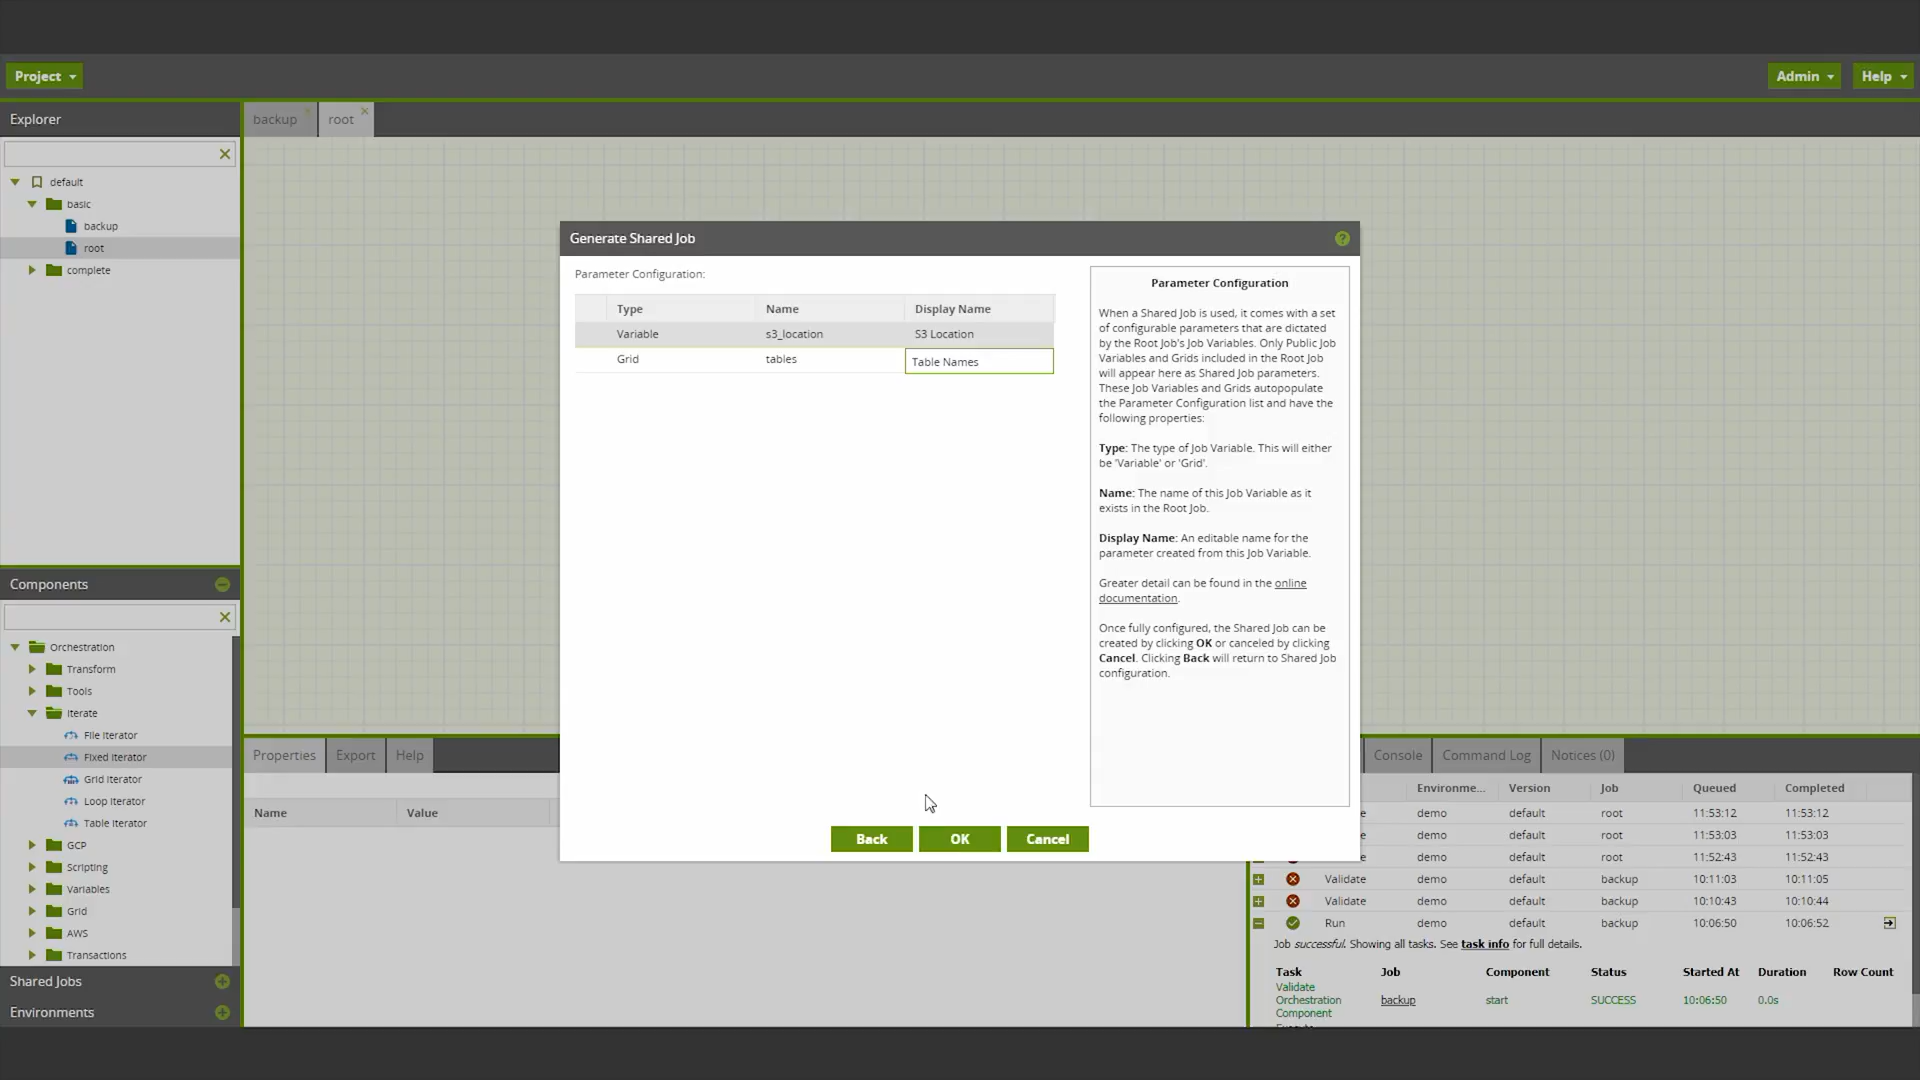 Project
Admin
Help
Explorer
backup
root
default
basic
backup
root
complete
Generate Shared Job
?
Parameter Configuration:
Type Name Display Name
Variable s3_location S3 Location
Grid tables Table Names
Parameter Configuration
When a Shared Job is used, it comes with a set
of configurable parameters that are dictated
by the Root Job's Job Variables. Only Public Job
Variables and Grids included in the Root Job
will appear here as Shared Job parameters.
These Job Variables and Grids autopopulate
the Parameter Configuration list and have the
following properties:
Type: The type of Job Variable. This will either
be 'Variable' or 'Grid'.
Name: The name of this Job Variable as it
exists in the Root Job.
Display Name: An editable name for the
parameter created from this Job Variable.
Greater detail can be found in the online
documentation.
Once fully configured, the Shared Job can be
created by clicking OK or canceled by clicking
Cancel. Clicking Back will return to Shared Job
configuration.
Back OK Cancel
Components
Orchestration
Transform
Tools
Iterate
File Iterator
Fixed Iterator
Grid Iterator
Loop Iterator
Table Iterator
GCP
Scripting
Variables
Grid
AWS
Transactions
Shared Jobs
Environments
Properties Export Help
Name Value
Console Command Log Notices (0)
Environme... Version Job Queued Completed
e demo default root 11:53:12 11:53:12
e demo default root 11:53:03 11:53:03
e demo default root 11:52:43 11:52:43
Validate demo default backup 10:11:03 10:11:05
Validate demo default backup 10:10:43 10:10:44
Run demo default backup 10:06:50 10:06:52
Job successful. Showing all tasks. See task info for full details.
Task Job Component Status Started At Duration Row Count
Validate
Orchestration backup start SUCCESS 10:06:50 0.0s
Component